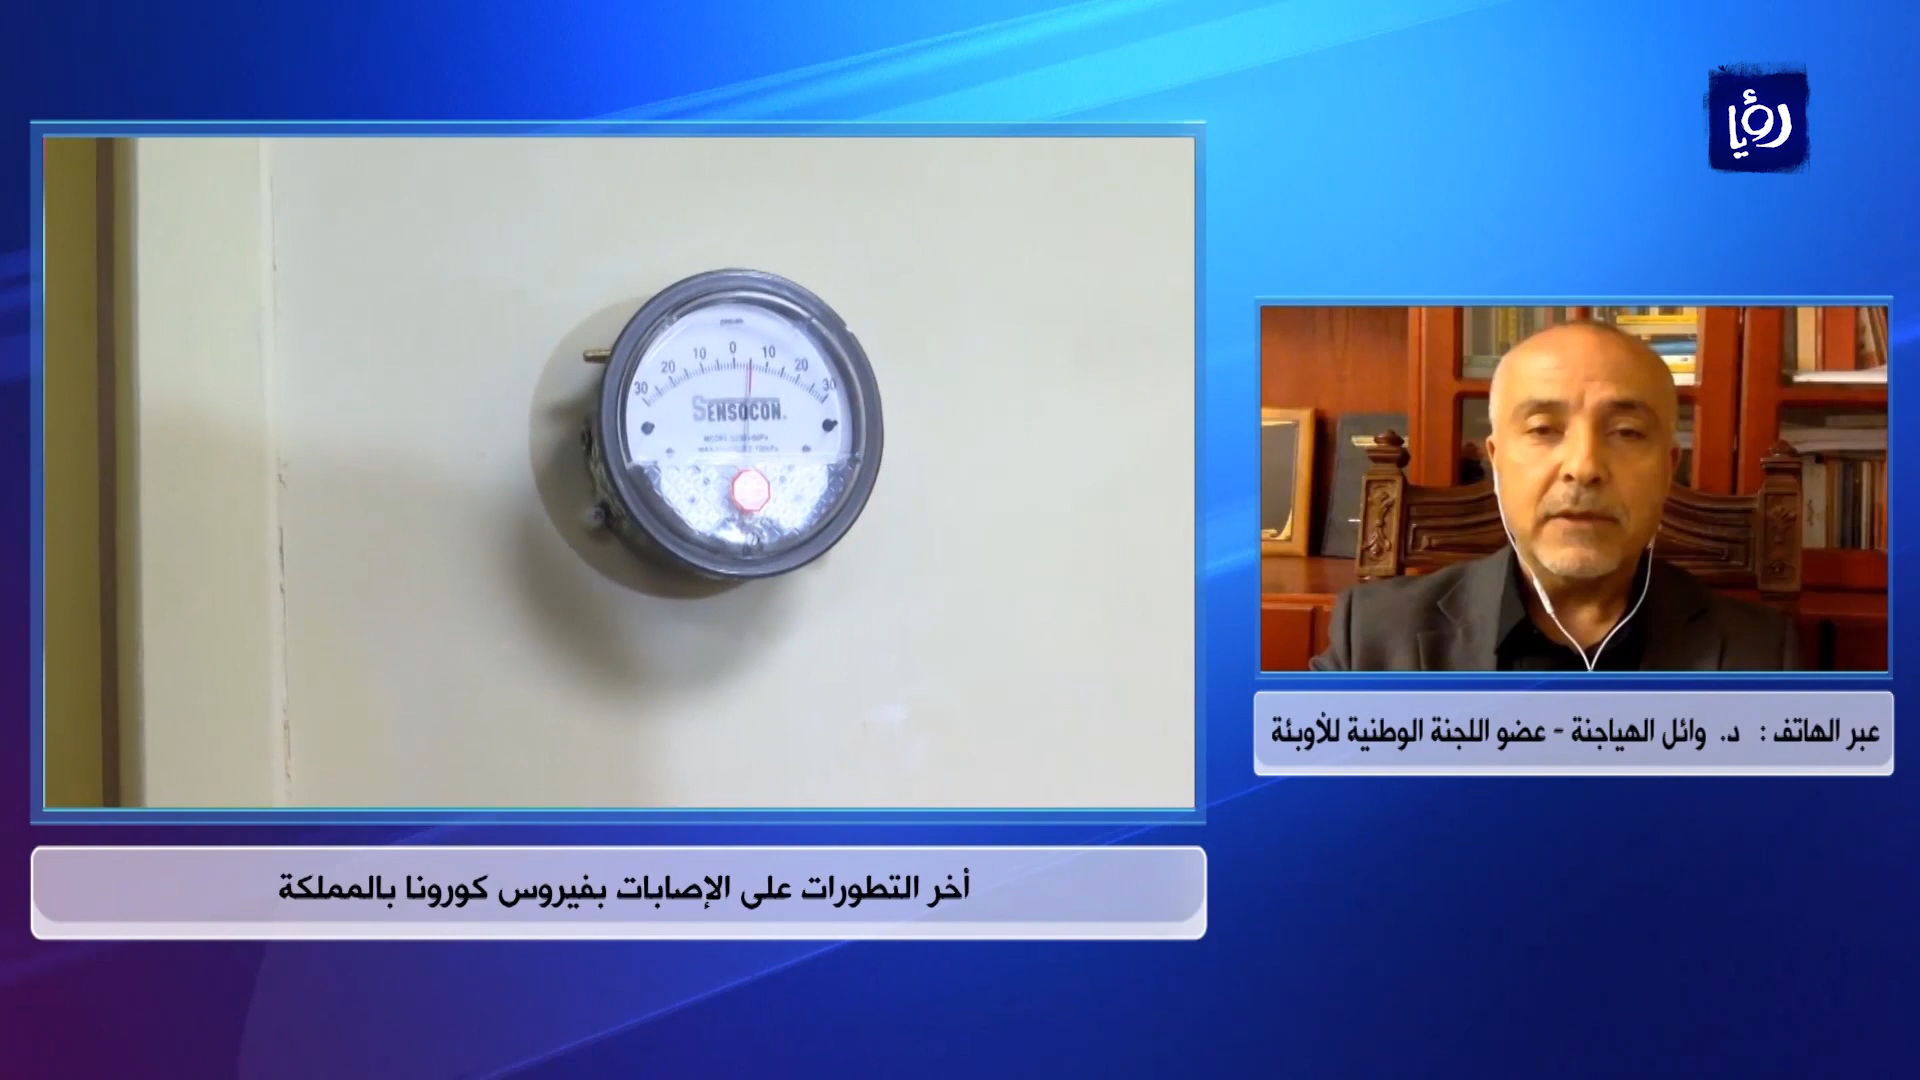 رؤيا
30 20 10 0 10 20 30
SENSOCON
عبر الهاتف : د. وائل الهياجنة - عضو اللجنة الوطنية للأوبئة
أخر التطورات على الإصابات بفيروس كورونا بالمملكة